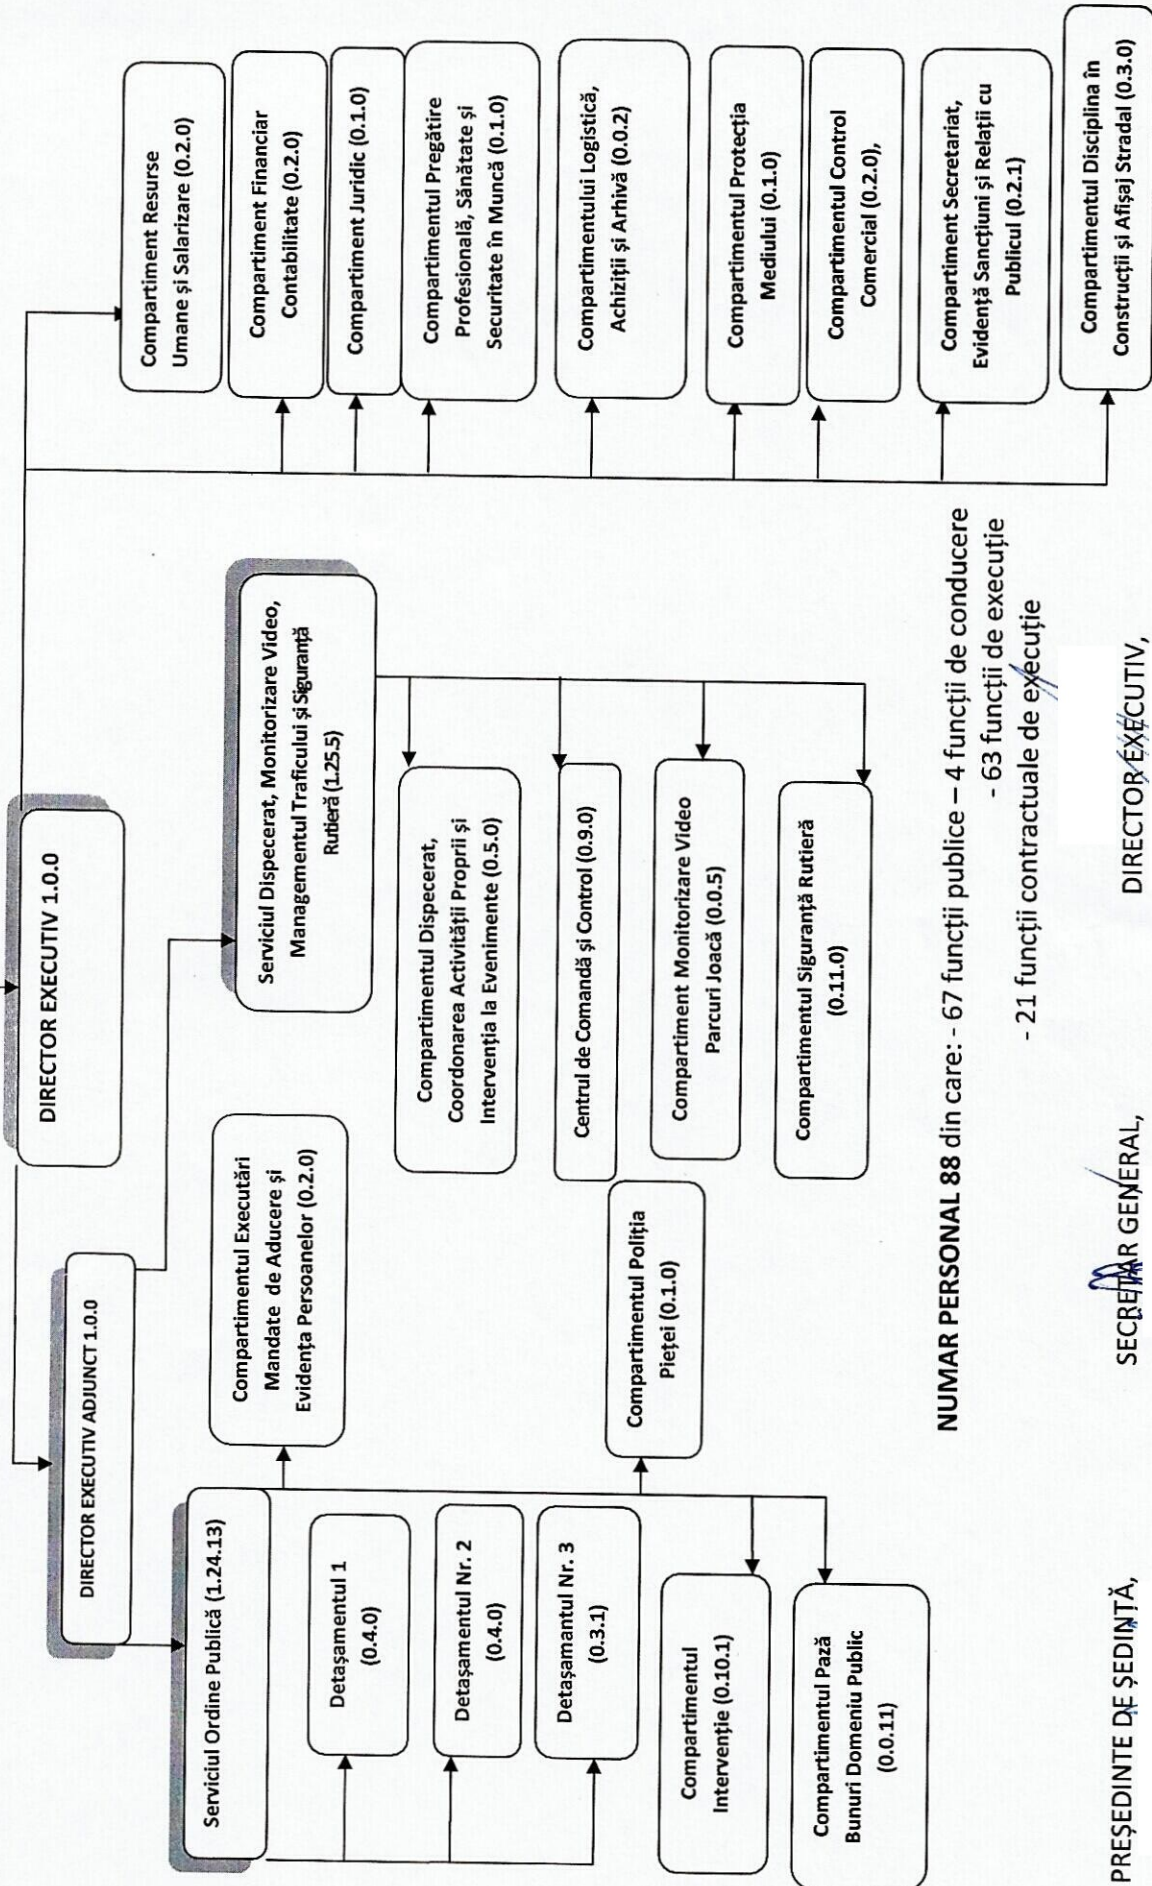 DIRECTOR EXECUTIV 1.0.0
DIRECTOR EXECUTIV ADJUNCT 1.0.0
Serviciul Ordine Publică (1.24.13)
Detașamentul 1
(0.4.0)
Detașamentul Nr. 2
(0.4.0)
Detașamantul Nr. 3
(0.3.1)
Compartimentul
Intervenție (0.10.1)
Compartimentul Pază
Bunuri Domeniu Public
(0.0.11)
Compartimentul Executări
Mandate de Aducere și
Evidența Persoanelor (0.2.0)
Compartimentul Poliția
Pieței (0.1.0)
Serviciul Dispecerat, Monitorizare Video,
Managementul Traficului și Siguranță
Rutieră (1.25.5)
Compartimentul Dispecerat,
Coordonarea Activității Proprii și
Intervenția la Evenimente (0.5.0)
Centrul de Comandă și Control (0.9.0)
Compartiment Monitorizare Video
Parcuri Joacă (0.0.5)
Compartimentul Siguranță Rutieră
(0.11.0)
Compartiment Resurse
Umane și Salarizare (0.2.0)
Compartiment Financiar
Contabilitate (0.2.0)
Compartiment Juridic (0.1.0)
Compartimentul Pregătire
Profesională, Sănătate și
Securitate în Muncă (0.1.0)
Compartimentului Logistică,
Achiziții și Arhivă (0.0.2)
Compartimentul Protecția
Mediului (0.1.0)
Compartimentul Control
Comercial (0.2.0),
Compartiment Secretariat,
Evidență Sancțiuni și Relații cu
Publicul (0.2.1)
Compartimentul Disciplina în
Construcții și Afișaj Stradal (0.3.0)
NUMAR PERSONAL 88 din care: - 67 funcții publice – 4 funcții de conducere
- 63 funcții de execuție
- 21 funcții contractuale de execuție
PREȘEDINTE DE ȘEDINȚĂ,
SECRETAR GENERAL,
DIRECTOR EXECUTIV,